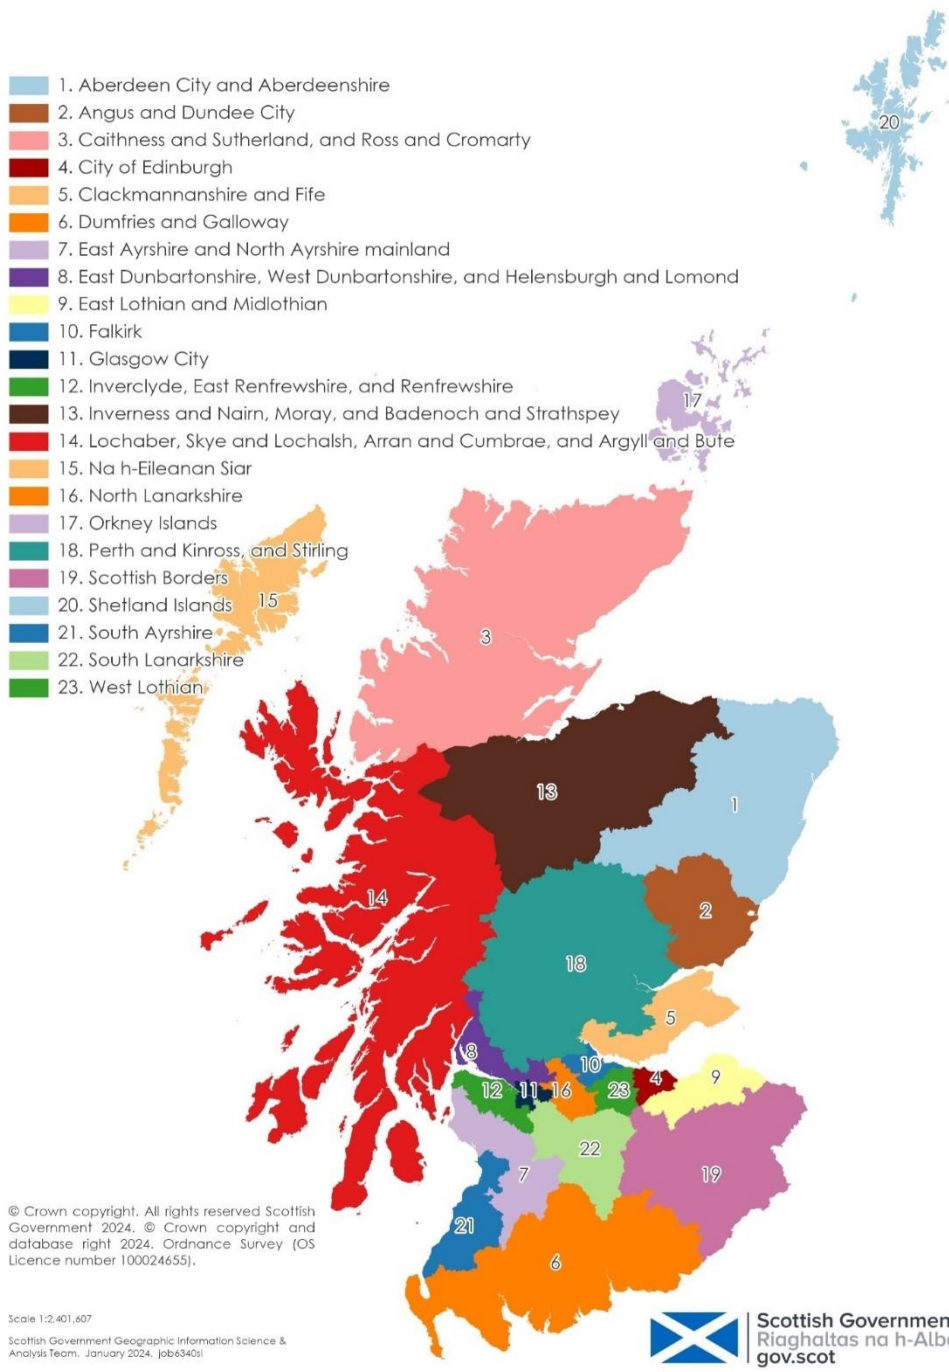 1. Aberdeen City and Aberdeenshire
2. Angus and Dundee City
3. Caithness and Sutherland, and Ross and Cromarty
4. City of Edinburgh
5. Clackmannanshire and Fife
6. Dumfries and Galloway
7. East Ayrshire and North Ayrshire mainland
8. East Dunbartonshire, West Dunbartonshire, and Helensburgh and Lomond
9. East Lothian and Midlothian
10. Falkirk
11. Glasgow City
12. Inverclyde, East Renfrewshire, and Renfrewshire
13. Inverness and Nairn, Moray, and Badenoch and Strathspey
14. Lochaber, Skye and Lochalsh, Arran and Cumbrae, and Argyll and Bute
15. Na h-Eileanan Siar
16. North Lanarkshire
17. Orkney Islands
18. Perth and Kinross, and Stirling
19. Scottish Borders
20. Shetland Islands
21. South Ayrshire
22. South Lanarkshire
23. West Lothian
20
17
15
3
13
1
14
2
18
5
8
10
12
11
16
23
4
9
22
7
19
21
6
© Crown copyright. All rights reserved Scottish
Government 2024. © Crown copyright and
database right 2024. Ordnance Survey (OS
Licence number 100024655).
Scale 1:2,401,607
Scottish Government Geographic Information Science &
Analysis Team. January 2024. job6340sl
Scottish Governmen
Riaghaltas na h-Alb
gov.scot